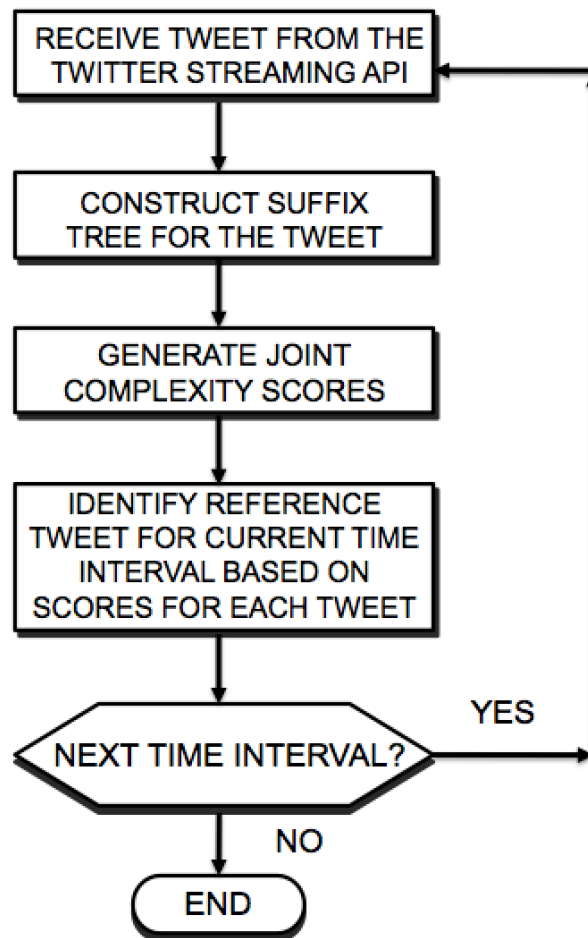 RECEIVE TWEET FROM THE
TWITTER STREAMING API
CONSTRUCT SUFFIX
TREE FOR THE TWEET
GENERATE JOINT
COMPLEXITY SCORES
IDENTIFY REFERENCE
TWEET FOR CURRENT TIME
INTERVAL BASED ON
SCORES FOR EACH TWEET
YES
NEXT TIME INTERVAL?
NO
END